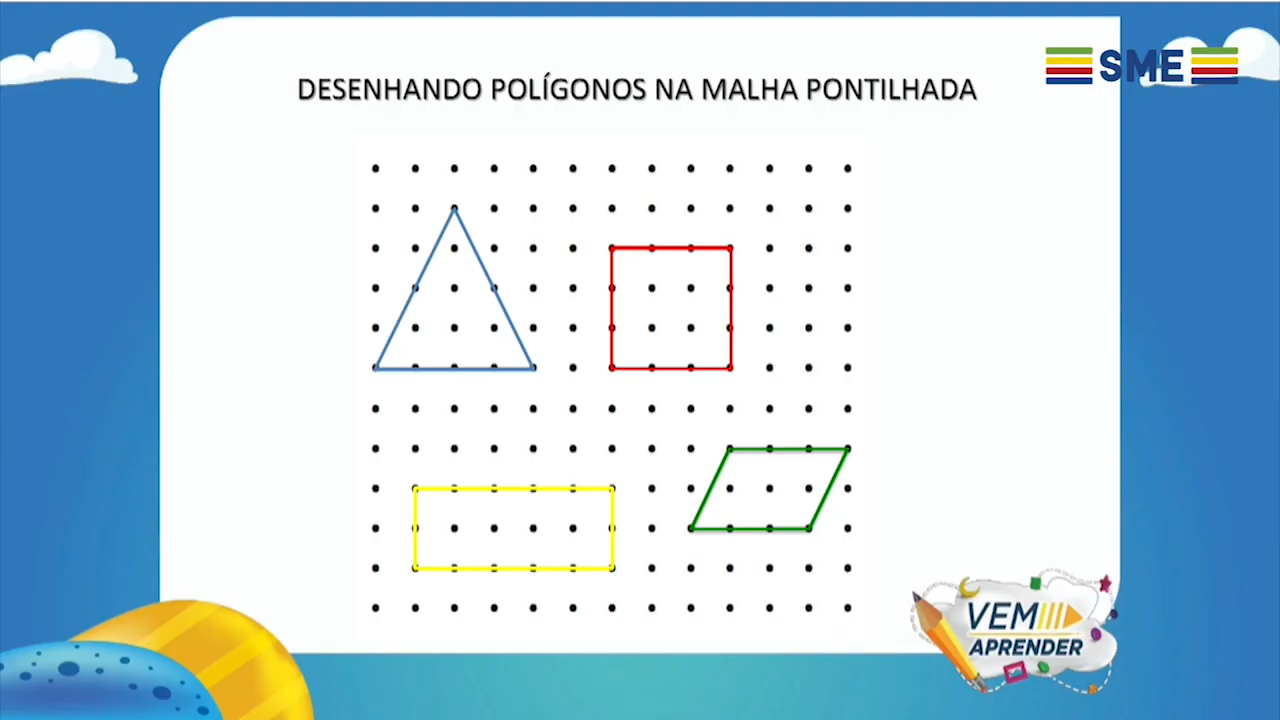 SME
DESENHANDO POLÍGONOS NA MALHA PONTILHADA
VEM
APRENDER